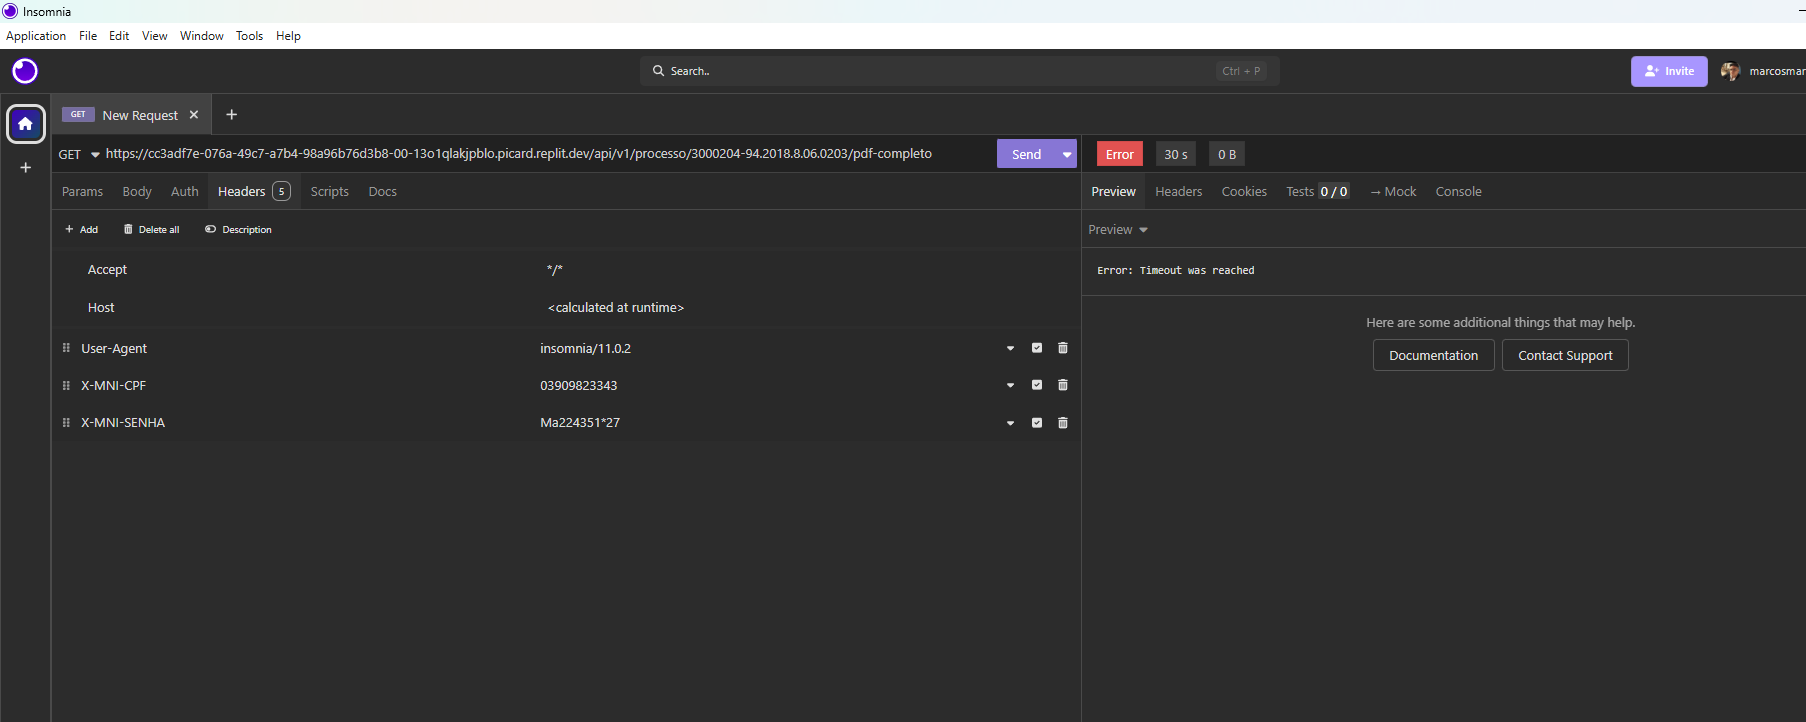 Insomnia
Application File Edit View Window Tools Help
Search.. Ctrl + P
Invite marcosmar
GET New Request
GET https://cc3adf7e-076a-49c7-a7b4-98a96b76d3b8-00-13o1qlakjpblo.picard.replit.dev/api/v1/processo/3000204-94.2018.8.06.0203/pdf-completo Send Error 30 s 0 B
Params Body Auth Headers 5 Scripts Docs
Preview Headers Cookies Tests 0 / 0 → Mock Console
+ Add Delete all Description
Preview
Accept */*
Error: Timeout was reached
Host <calculated at runtime>
Here are some additional things that may help.
User-Agent insomnia/11.0.2
Documentation Contact Support
X-MNI-CPF 03909823343
X-MNI-SENHA Ma224351*27